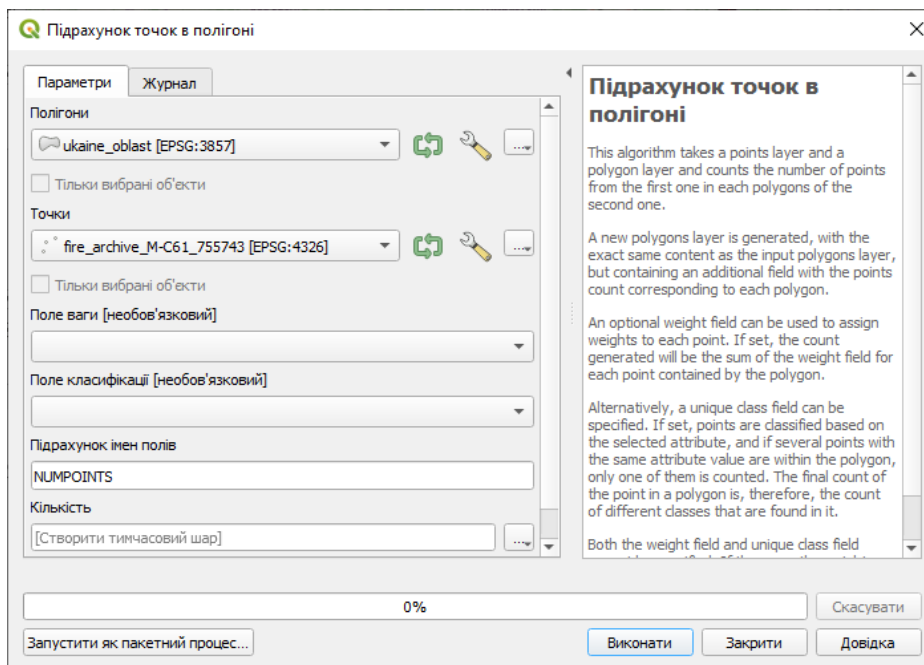 Підрахунок точок в полігоні
Параметри
Журнал
Полігони
ukaine_oblast [EPSG:3857]
Тільки вибрані об'єкти
Точки
fire_archive_M-C61_755743 [EPSG:4326]
Тільки вибрані об'єкти
Поле ваги [необов'язковий]
Поле класифікації [необов'язковий]
Підрахунок імен полів
NUMPOINTS
Кількість
[Створити тимчасовий шар]
Підрахунок точок в
полігоні
This algorithm takes a points layer and a
polygon layer and counts the number of points
from the first one in each polygons of the
second one.
A new polygons layer is generated, with the
exact same content as the input polygons layer,
but containing an additional field with the points
count corresponding to each polygon.
An optional weight field can be used to assign
weights to each point. If set, the count
generated will be the sum of the weight field for
each point contained by the polygon.
Alternatively, a unique class field can be
specified. If set, points are classified based on
the selected attribute, and if several points with
the same attribute value are within the polygon,
only one of them is counted. The final count of
the point in a polygon is, therefore, the count
of different classes that are found in it.
Both the weight field and unique class field
0%
Скасувати
Запустити як пакетний процес...
Виконати
Закрити
Довідка